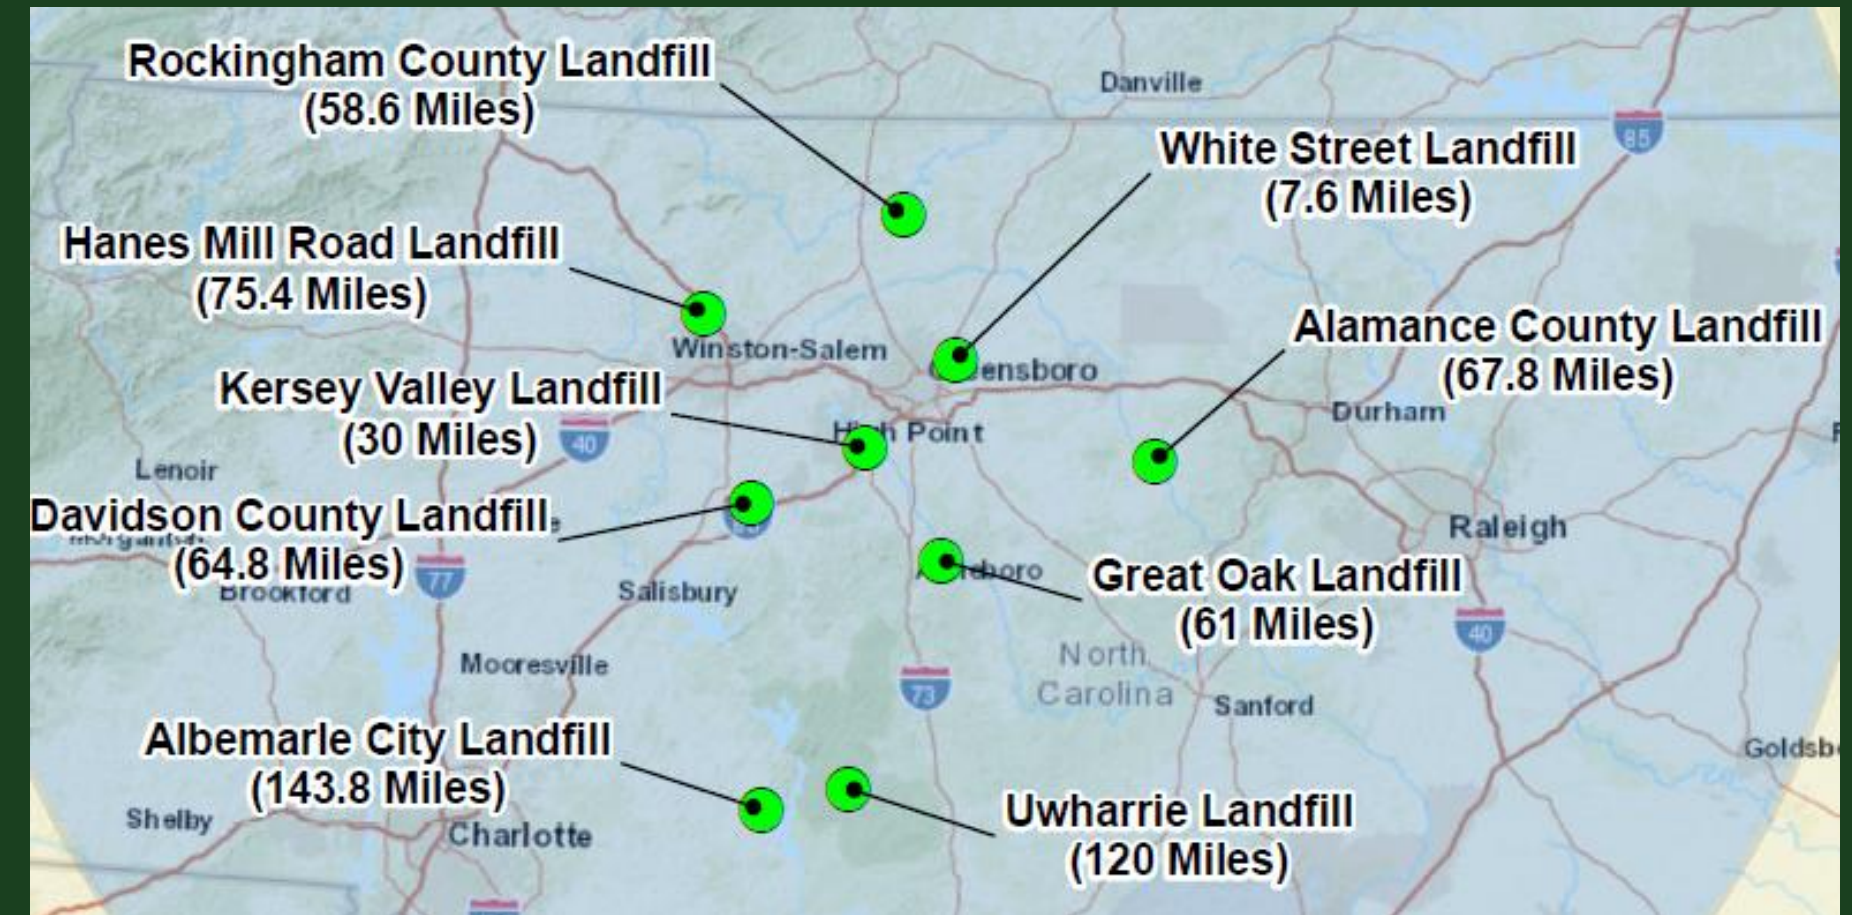 Rockingham County Landfill
(58.6 Miles)
Danville
85
White Street Landfill
(7.6 Miles)
Hanes Mill Road Landfill
(75.4 Miles)
Alamance County Landfill
(67.8 Miles)
Winston-Salem
Kersey Valley Landfill
(30 Miles)
40
Durham
Lenoir
Davidson County Landfill
(64.8 Miles)
77
Raleigh
Brookford
Salisbury
Great Oak Landfill
(61 Miles)
40
North
Carolina
Mooresville
73
Sanford
Albemarle City Landfill
(143.8 Miles)
Shelby
Charlotte
Uwharrie Landfill
(120 Miles)